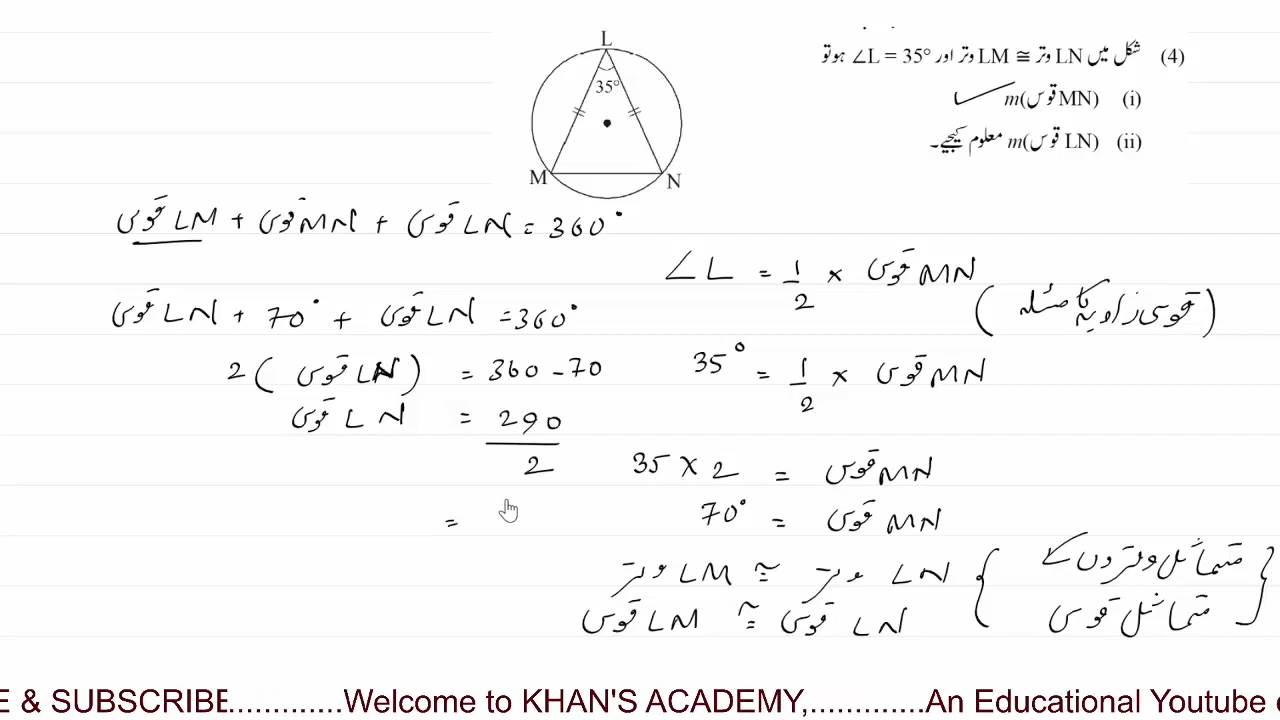 (4) شکل میں LN وتر ≅ LM وتر اور ∠L = 35° ہو تو
(i) m(قوس MN)
(ii) m(قوس LN) معلوم کیجیے۔
L
35°
M
N
قوس LM + قوس MN + قوس LN = 360°
∠L = 1/2 × قوس MN
(قوسی زاویہ کا مسئلہ)
قوس LN + 70° + قوس LN = 360°
2 (قوس LN) = 360 - 70
35° = 1/2 × قوس MN
قوس LN = 290/2
35 × 2 = قوس MN
=
70° = قوس MN
وتر LM ≅ وتر LN { متماثل وتروں کے
قوس LM ≅ قوس LN متماثل قوس }
E & SUBSCRIBE.............Welcome to KHAN'S ACADEMY,.............An Educational Youtube